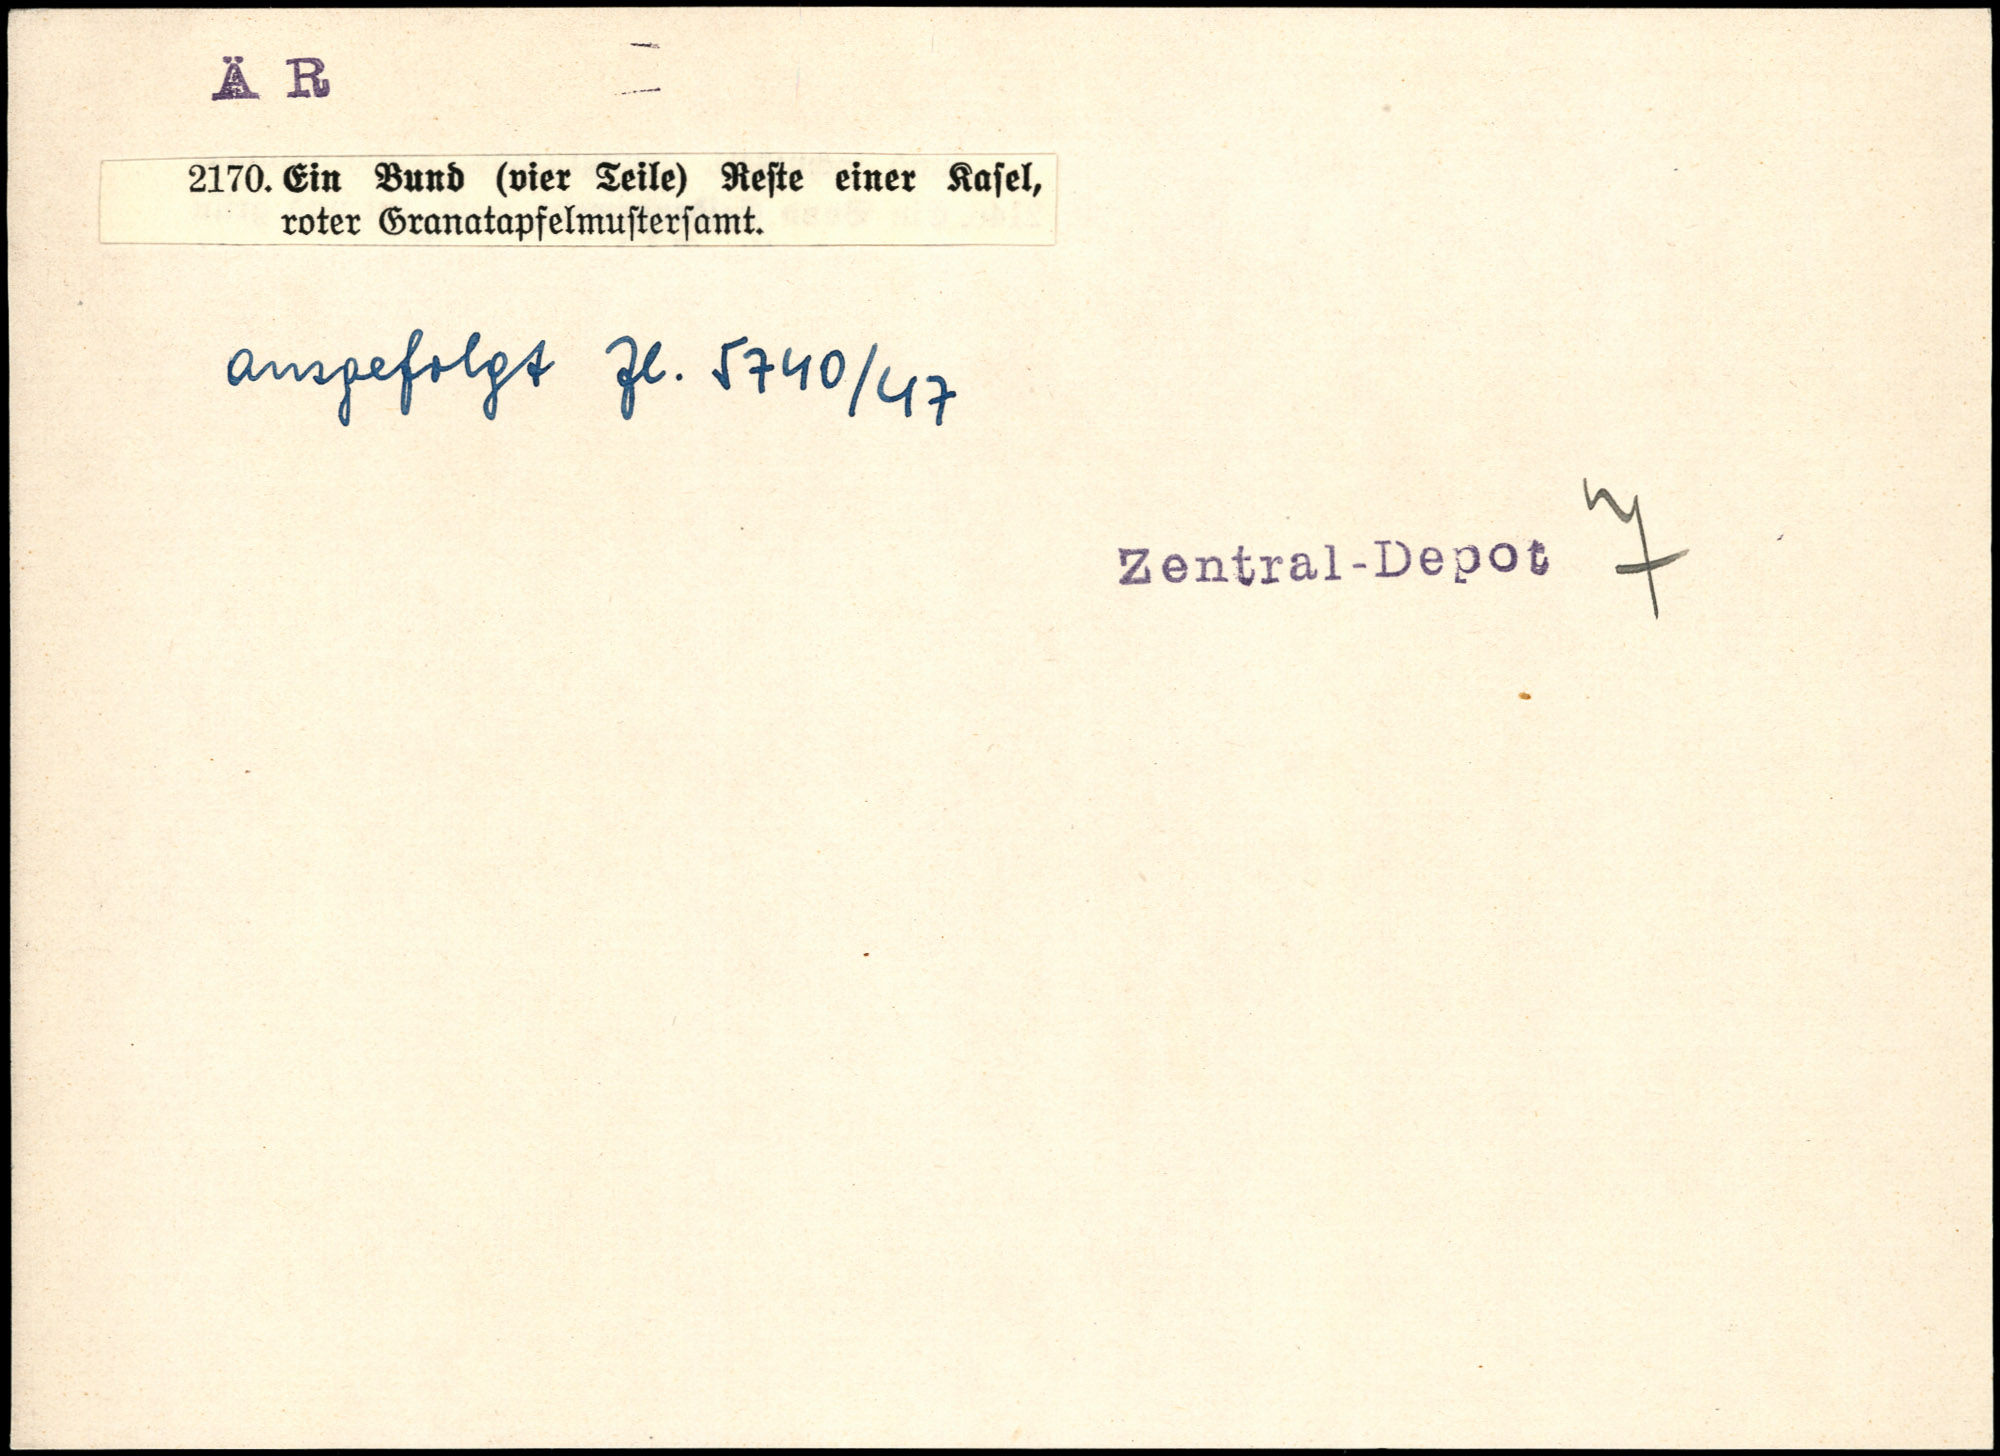 Ä R
2170. Ein Bund (vier Teile) Reste einer Kasel,
roter Granatapfelmustersamt.
ausgefolgt Zl. 5740/47
Zentral-Depot